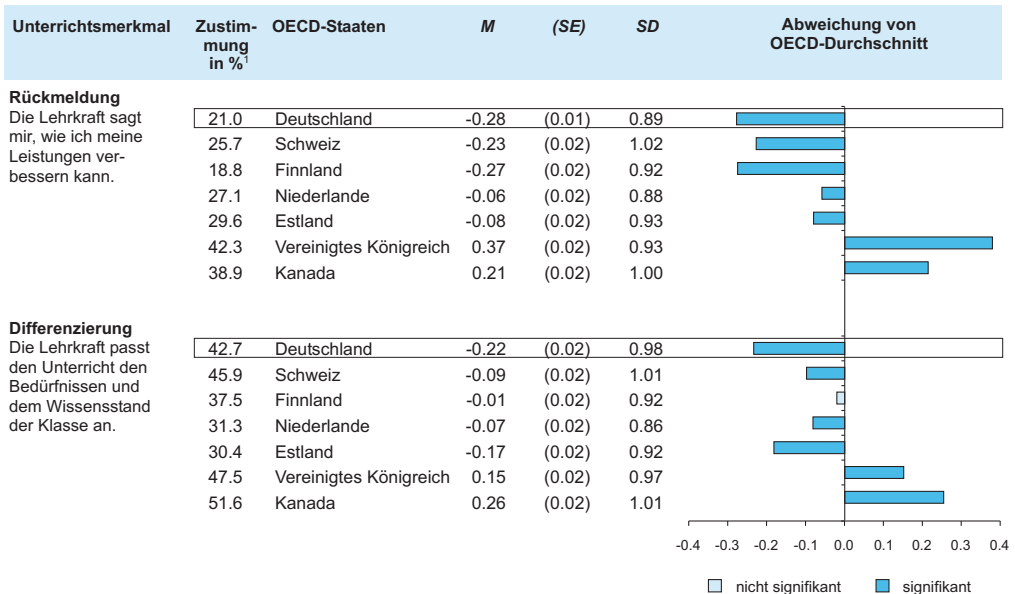 Unterrichtsmerkmal Zustim- OECD-Staaten M (SE) SD Abweichung von
mung OECD-Durchschnitt
in %¹
Rückmeldung
Die Lehrkraft sagt
mir, wie ich meine
Leistungen ver-
bessern kann.
21.0 Deutschland -0.28 (0.01) 0.89
25.7 Schweiz -0.23 (0.02) 1.02
18.8 Finnland -0.27 (0.02) 0.92
27.1 Niederlande -0.06 (0.02) 0.88
29.6 Estland -0.08 (0.02) 0.93
42.3 Vereinigtes Königreich 0.37 (0.02) 0.93
38.9 Kanada 0.21 (0.02) 1.00
Differenzierung
Die Lehrkraft passt
den Unterricht den
Bedürfnissen und
dem Wissensstand
der Klasse an.
42.7 Deutschland -0.22 (0.02) 0.98
45.9 Schweiz -0.09 (0.02) 1.01
37.5 Finnland -0.01 (0.02) 0.92
31.3 Niederlande -0.07 (0.02) 0.86
30.4 Estland -0.17 (0.02) 0.92
47.5 Vereinigtes Königreich 0.15 (0.02) 0.97
51.6 Kanada 0.26 (0.02) 1.01
-0.4 -0.3 -0.2 -0.1 0.0 0.1 0.2 0.3 0.4
nicht signifikant signifikant